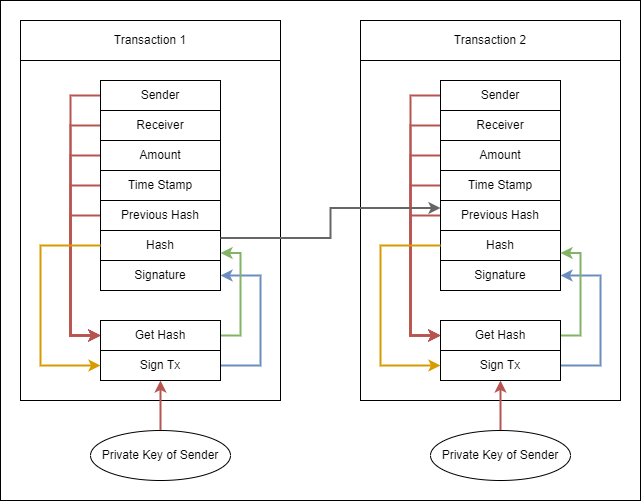 Transaction 1
Sender
Receiver
Amount
Time Stamp
Previous Hash
Hash
Signature
Get Hash
Sign Tx
Private Key of Sender
Transaction 2
Sender
Receiver
Amount
Time Stamp
Previous Hash
Hash
Signature
Get Hash
Sign Tx
Private Key of Sender